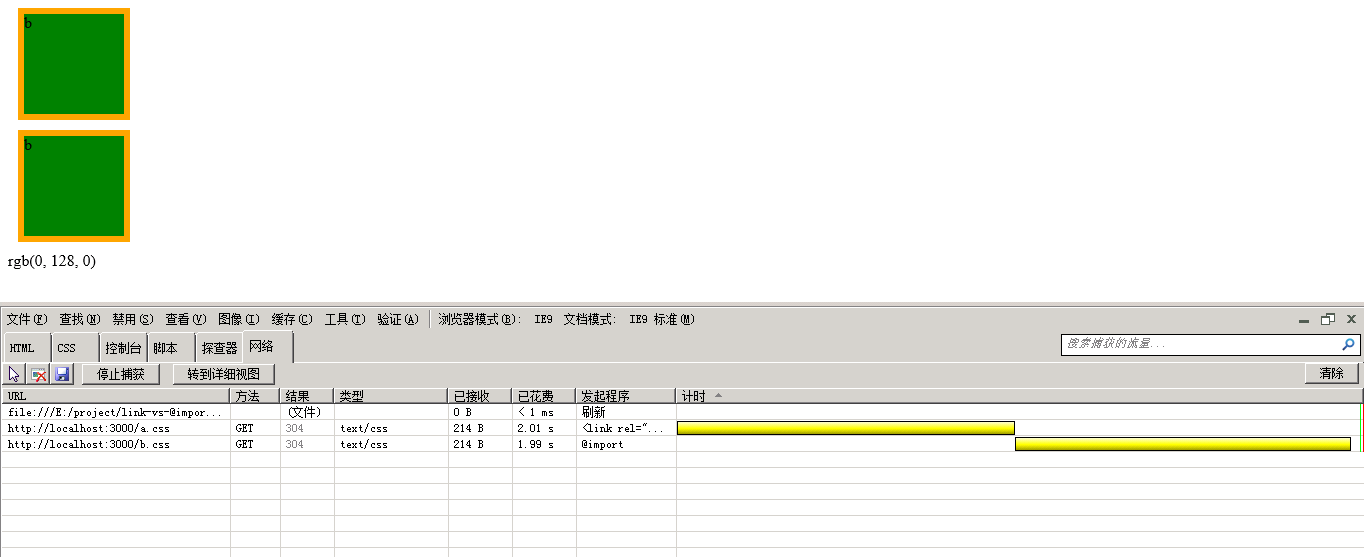 b
b
rgb(0, 128, 0)
文件(F) 查找(N) 禁用(S) 查看(V) 图像(I) 缓存(C) 工具(T) 验证(A) 浏览器模式(B): IE9 文档模式: IE9 标准(M)
HTML CSS 控制台 脚本 探查器 网络 搜索捕获的流量...
停止捕获 转到详细视图 清除
URL 方法 结果 类型 已接收 已花费 发起程序 计时
file:///E:/project/link-vs-@impor... (文件) 0 B < 1 ms 刷新
http://localhost:3000/a.css GET 304 text/css 214 B 2.01 s <link rel="...
http://localhost:3000/b.css GET 304 text/css 214 B 1.99 s @import